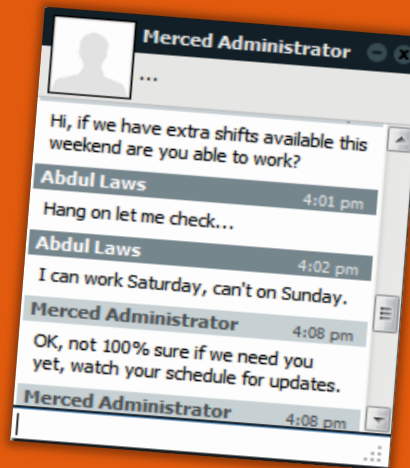 Merced Administrator
...
Hi, if we have extra shifts available this
weekend are you able to work?
Abdul Laws 4:01 pm
Hang on let me check...
Abdul Laws 4:02 pm
I can work Saturday, can't on Sunday.
Merced Administrator 4:08 pm
OK, not 100% sure if we need you
yet, watch your schedule for updates.
Merced Administrator 4:08 pm